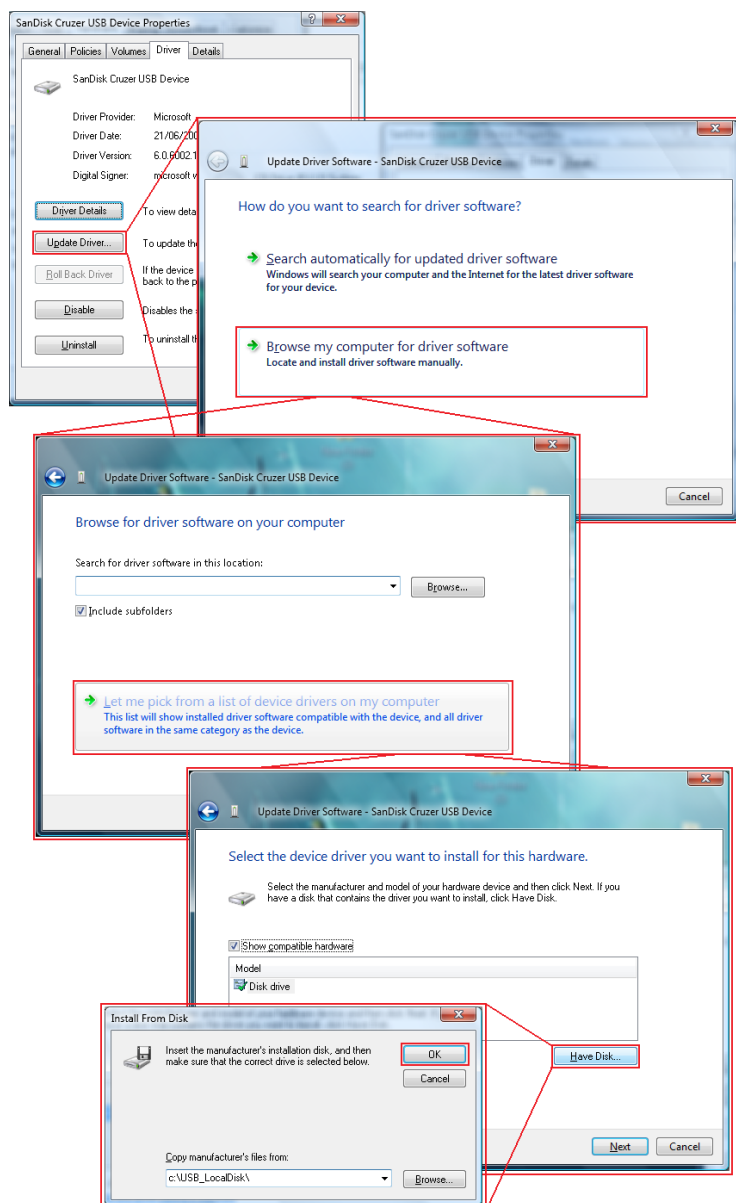 SanDisk Cruzer USB Device Properties
General Policies Volumes Driver Details
SanDisk Cruzer USB Device
Driver Provider: Microsoft
Driver Date: 21/06/200
Driver Version: 6.0.6002.1
Digital Signer: microsoft w
Driver Details To view deta
Update Driver... To update the
Roll Back Driver If the device
back to the p
Disable Disables the s
Uninstall To uninstall th
Update Driver Software - SanDisk Cruzer USB Device
How do you want to search for driver software?
Search automatically for updated driver software
Windows will search your computer and the Internet for the latest driver software
for your device.
Browse my computer for driver software
Locate and install driver software manually.
Cancel
Update Driver Software - SanDisk Cruzer USB Device
Browse for driver software on your computer
Search for driver software in this location:
Browse...
Include subfolders
Let me pick from a list of device drivers on my computer
This list will show installed driver software compatible with the device, and all driver
software in the same category as the device.
Update Driver Software - SanDisk Cruzer USB Device
Select the device driver you want to install for this hardware.
Select the manufacturer and model of your hardware device and then click Next. If you
have a disk that contains the driver you want to install, click Have Disk.
Show compatible hardware
Model
Disk drive
Have Disk...
Next Cancel
Install From Disk
Insert the manufacturer's installation disk, and then
make sure that the correct drive is selected below.
OK
Cancel
Copy manufacturer's files from:
c:\USB_LocalDisk\ Browse...